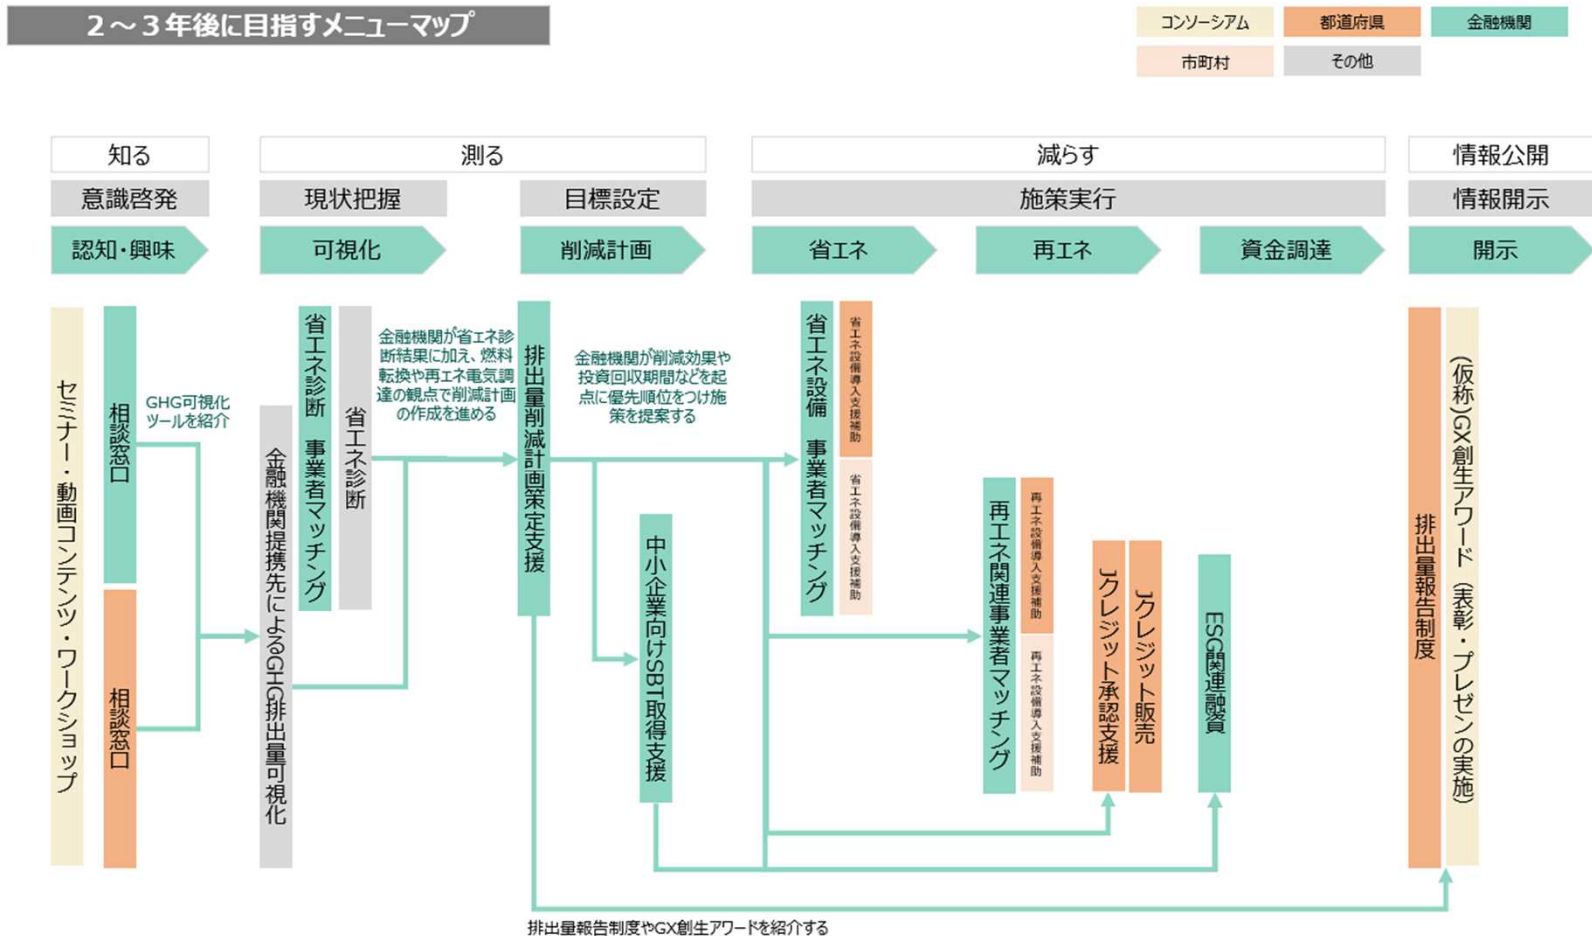 2～3年後に目指すメニューマップ
コンソーシアム
都道府県
金融機関
市町村
その他
知る
測る
減らす
情報公開
意識啓発
現状把握
目標設定
施策実行
情報開示
認知・興味
可視化
削減計画
省エネ
再エネ
資金調達
開示
セミナー・動画コンテンツ・ワークショップ
相談窓口
相談窓口
GHG可視化
ツールを紹介
金融機関提携先によるGHG排出量可視化
省エネ診断　事業者マッチング
省エネ診断
金融機関が省エネ診
断結果に加え、燃料
転換や再エネ電気調
達の観点で削減計画
の作成を進める
排出量削減計画策定支援
金融機関が削減効果や
投資回収期間などを起
点に優先順位をつけ施
策を提案する
中小企業向けSBT取得支援
省エネ設備　事業者マッチング
省エネ設備導入支援補助
省エネ設備導入支援補助
再エネ関連事業者マッチング
再エネ設備導入支援補助
再エネ設備導入支援補助
Jクレジット承認支援
Jクレジット販売
ESG関連融資
排出量報告制度
(仮称)GX創生アワード（表彰・プレゼンの実施）
排出量報告制度やGX創生アワードを紹介する